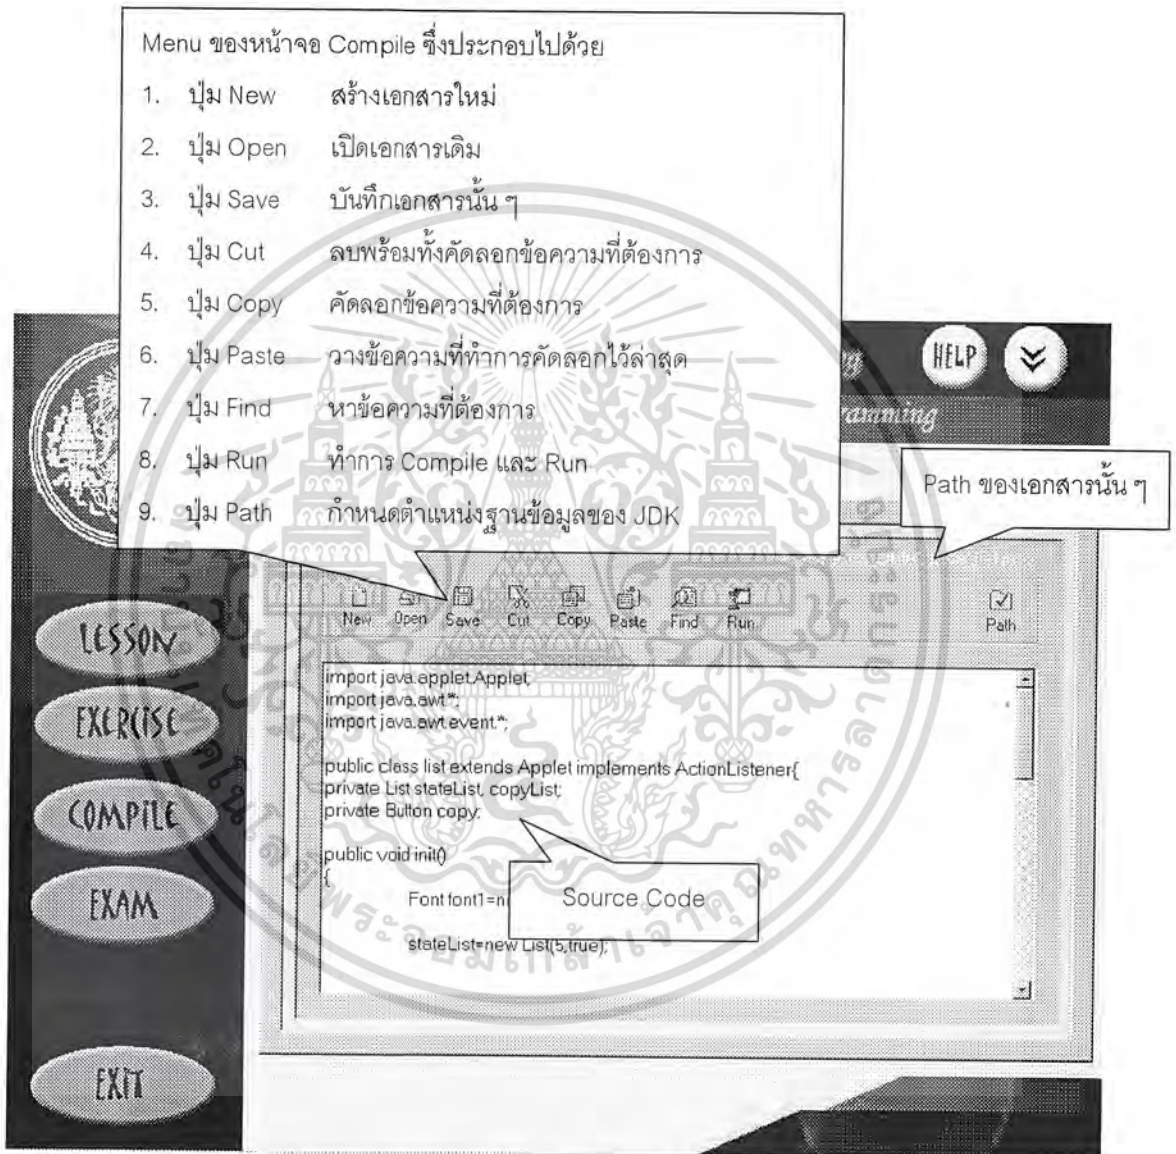 Menu ของหน้าจอ Compile ซึ่งประกอบไปด้วย
1. ปุ่ม New สร้างเอกสารใหม่
2. ปุ่ม Open เปิดเอกสารเดิม
3. ปุ่ม Save บันทึกเอกสารนั้น ๆ
4. ปุ่ม Cut ลบพร้อมทั้งคัดลอกข้อความที่ต้องการ
5. ปุ่ม Copy คัดลอกข้อความที่ต้องการ
6. ปุ่ม Paste วางข้อความที่ทำการคัดลอกไว้ล่าสุด
7. ปุ่ม Find หาข้อความที่ต้องการ
8. ปุ่ม Run ทำการ Compile และ Run
9. ปุ่ม Path กำหนดตำแหน่งฐานข้อมูลของ JDK
HELP
ramming
Path ของเอกสารนั้น ๆ
New Open Save Cut Copy Paste Find Run Path
LESSON
EXERCISE
COMPILE
EXAM
EXIT
import java.applet.Applet;
import java.awt.*;
import java.awt.event.*;
public class list extends Applet implements ActionListener{
private List stateList, copyList;
private Button copy;
public void init()
{
Font font1=n
Source Code
stateList=new List(5,true);